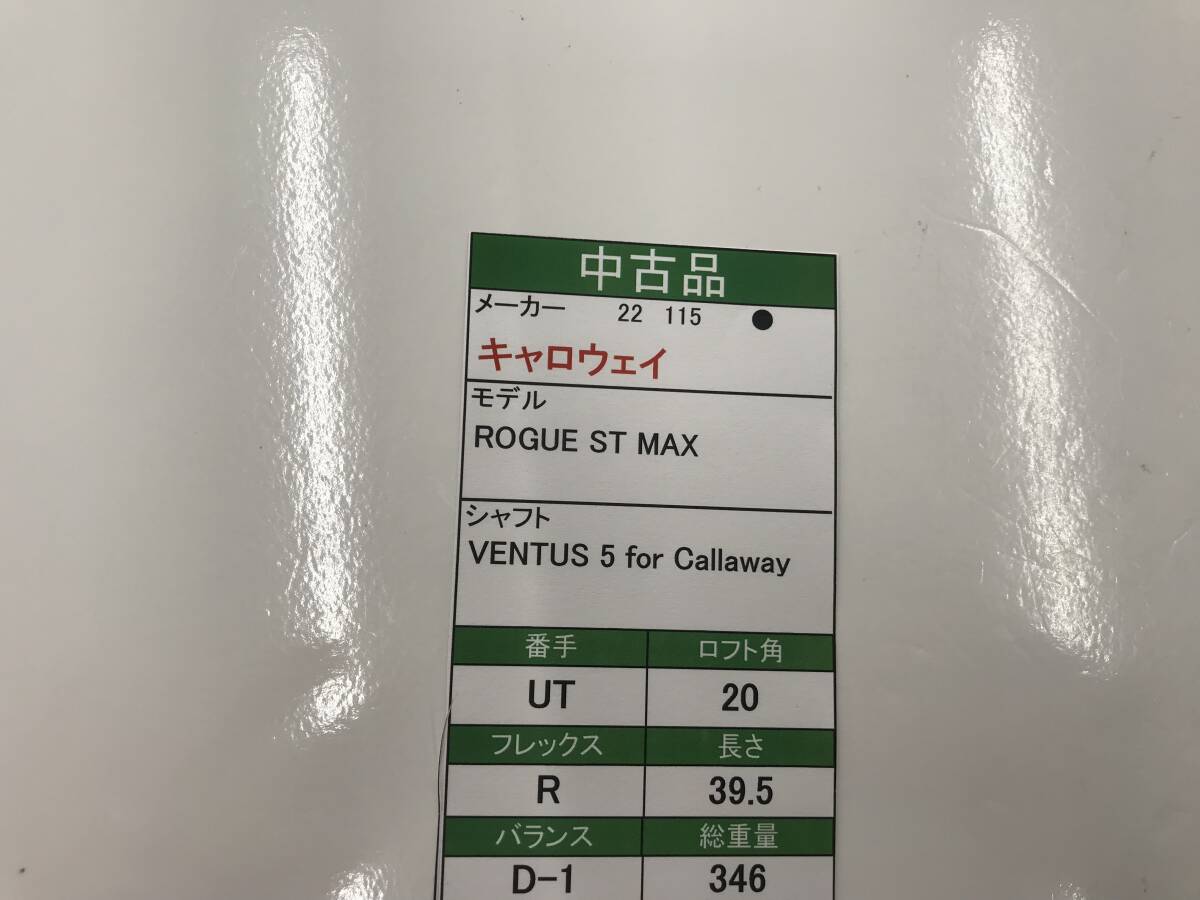 中古品
メーカー 22 115 ●
キャロウェイ
モデル
ROGUE ST MAX
シャフト
VENTUS 5 for Callaway
番手 ロフト角
UT 20
フレックス 長さ
R 39.5
バランス 総重量
D-1 346